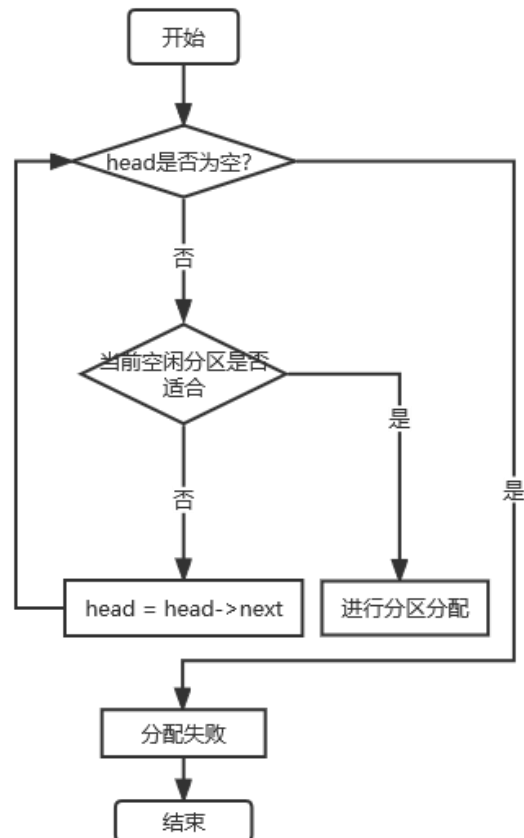 开始
head是否为空?
否
当前空闲分区是否
适合
是
否
是
head = head->next
进行分区分配
分配失败
结束